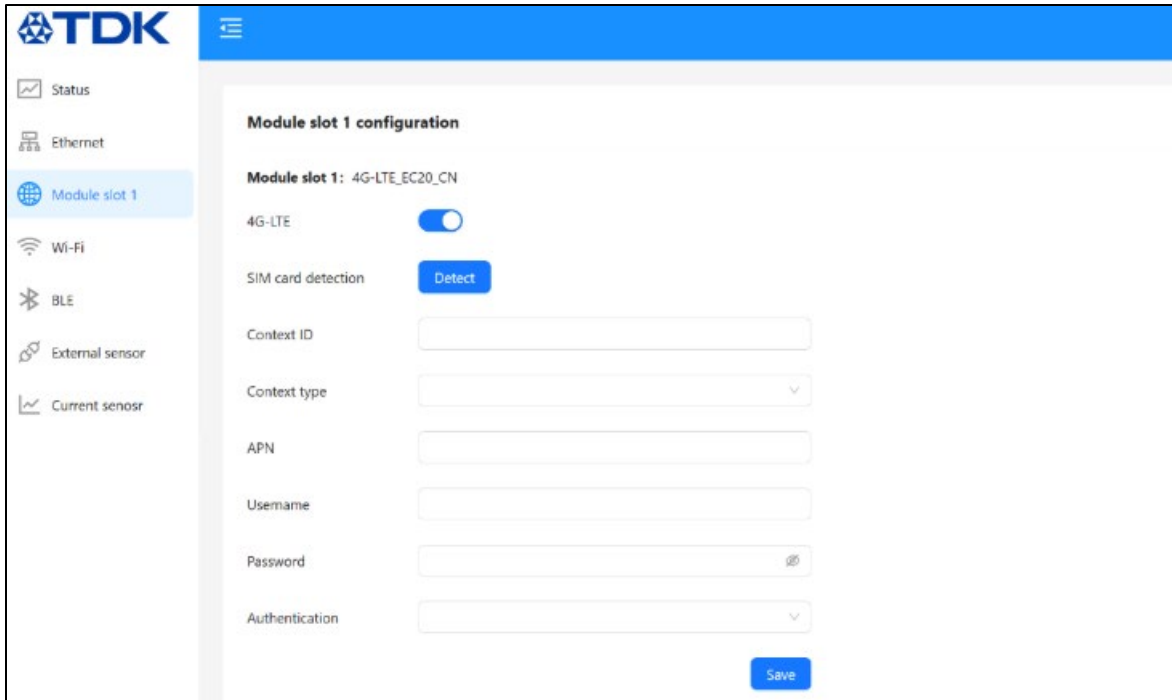 TDK
Status
Ethernet
Module slot 1
Wi-Fi
BLE
External sensor
Current senosr
Module slot 1 configuration
Module slot 1: 4G-LTE_EC20_CN
4G-LTE
SIM card detection Detect
Context ID
Context type
APN
Username
Password
Authentication
Save